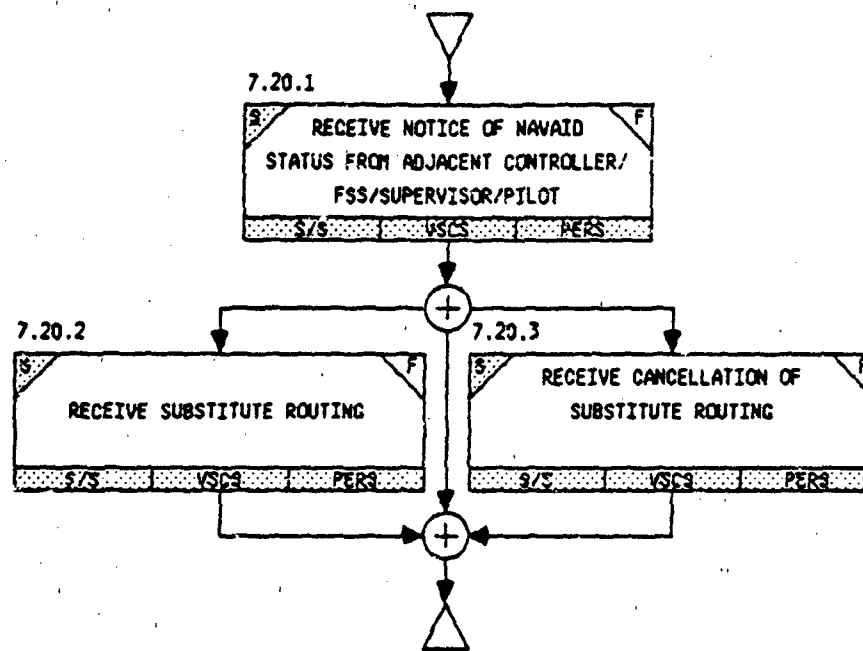 7.20.1
S F
RECEIVE NOTICE OF NAVAID
STATUS FROM ADJACENT CONTROLLER/
FSS/SUPERVISOR/PILOT
S/S VSCS PERS
+
7.20.2 7.20.3
S F S F
RECEIVE CANCELLATION OF
RECEIVE SUBSTITUTE ROUTING SUBSTITUTE ROUTING
S/S VSCS PERS S/S VSCS PERS
+